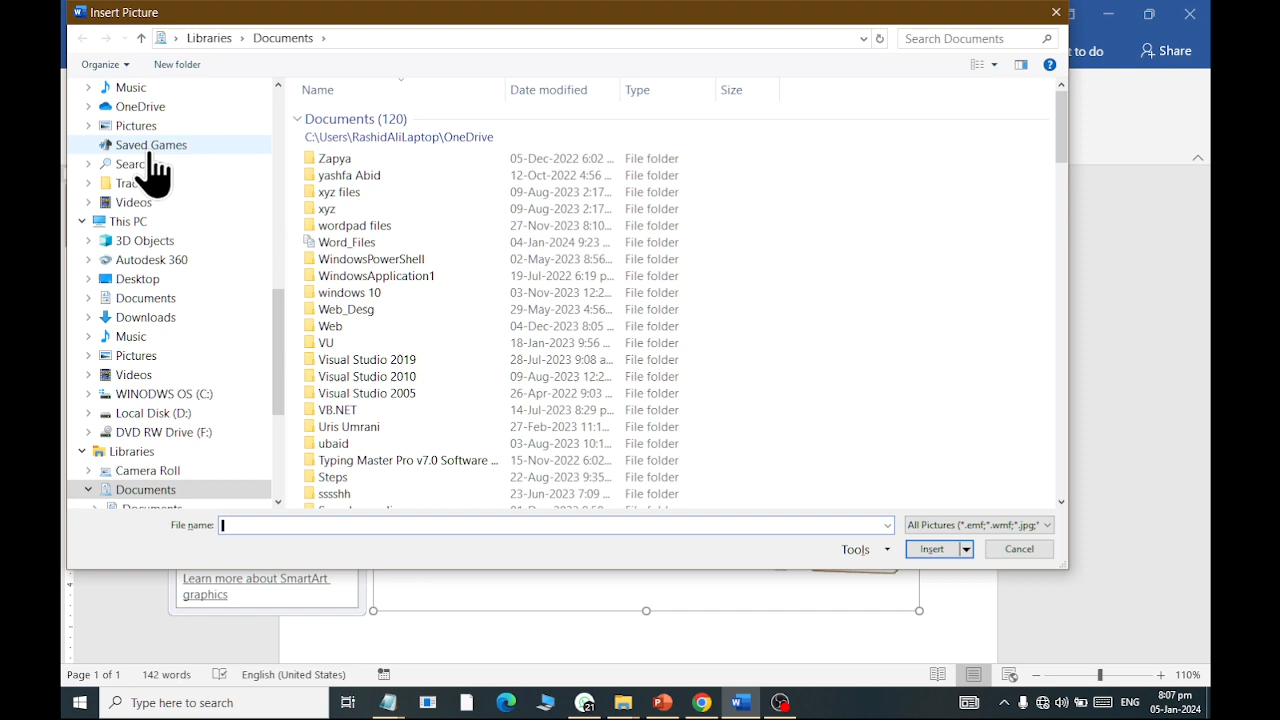 Insert Picture
Libraries > Documents >
Search Documents
to do
Share
Organize
New folder
Name
Date modified
Type
Size
Music
OneDrive
Pictures
Saved Games
Videos
This PC
3D Objects
Autodesk 360
Desktop
Documents
Downloads
Music
Pictures
Videos
WINODWS OS (C:)
Local Disk (D:)
DVD RW Drive (F:)
Libraries
Camera Roll
Documents
Documents (120)
C:\Users\RashidAliLaptop\OneDrive
Zapya 05-Dec-2022 6:02 ... File folder
yashfa Abid 12-Oct-2022 4:56 ... File folder
xyz files 09-Aug-2023 2:17... File folder
xyz 09-Aug-2023 2:17... File folder
wordpad files 27-Nov-2023 8:10... File folder
Word_Files 04-Jan-2024 9:23 ... File folder
WindowsPowerShell 02-May-2023 8:56... File folder
WindowsApplication1 19-Jul-2022 6:19 p... File folder
windows 10 03-Nov-2023 12:2... File folder
Web_Desg 29-May-2023 4:56... File folder
Web 04-Dec-2023 8:05 ... File folder
VU 18-Jan-2023 9:56 ... File folder
Visual Studio 2019 28-Jul-2023 9:08 a... File folder
Visual Studio 2010 09-Aug-2023 12:2... File folder
Visual Studio 2005 26-Apr-2022 9:03 ... File folder
VB.NET 14-Jul-2023 8:29 p... File folder
Uris Umrani 27-Feb-2023 11:1... File folder
ubaid 03-Aug-2023 10:1... File folder
Typing Master Pro v7.0 Software ... 15-Nov-2022 6:02... File folder
Steps 22-Aug-2023 9:35... File folder
sssshh 23-Jun-2023 7:09 ... File folder
File name:
All Pictures (*.emf;*.wmf;*.jpg;*
Tools
Insert
Cancel
Learn more about SmartArt
graphics
Page 1 of 1
142 words
English (United States)
110%
Type here to search
21
ENG
8:07 pm
05-Jan-2024